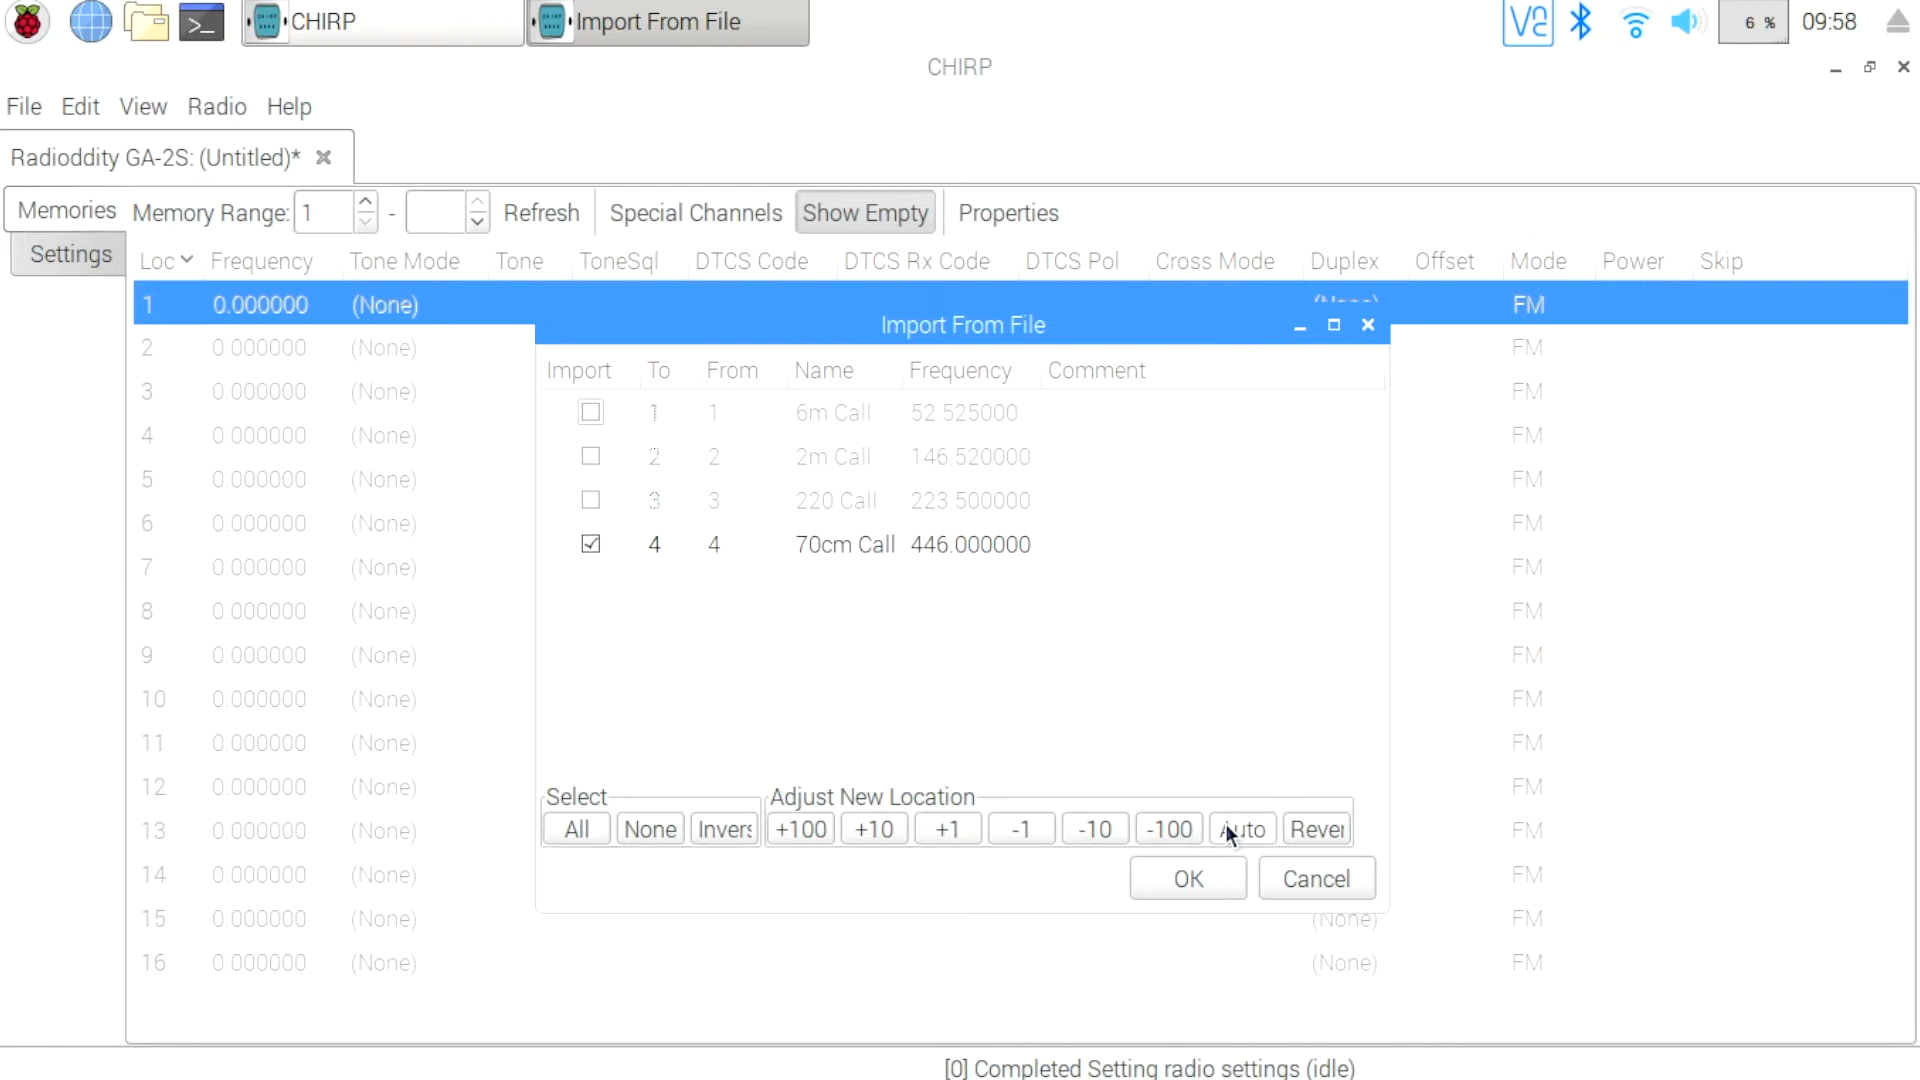 CHIRP Import From File 6 % 09:58
CHIRP
File Edit View Radio Help
Radioddity GA-2S: (Untitled)*
Memories Memory Range: 1 - Refresh Special Channels Show Empty Properties
Settings
Loc Frequency Tone Mode Tone ToneSql DTCS Code DTCS Rx Code DTCS Pol Cross Mode Duplex Offset Mode Power Skip
1 0.000000 (None) (None) FM
2 0.000000 (None) FM
3 0.000000 (None) FM
4 0.000000 (None) FM
5 0.000000 (None) FM
6 0.000000 (None) FM
7 0.000000 (None) FM
8 0.000000 (None) FM
9 0.000000 (None) FM
10 0.000000 (None) FM
11 0.000000 (None) FM
12 0.000000 (None) FM
13 0.000000 (None) FM
14 0.000000 (None) FM
15 0.000000 (None) (None) FM
16 0.000000 (None) (None) FM
Import From File
Import To From Name Frequency Comment
1 1 6m Call 52.525000
2 2 2m Call 146.520000
3 3 220 Call 223.500000
4 4 70cm Call 446.000000
Select Adjust New Location
All None Invers +100 +10 +1 -1 -10 -100 Auto Rever
OK Cancel
[0] Completed Setting radio settings (idle)